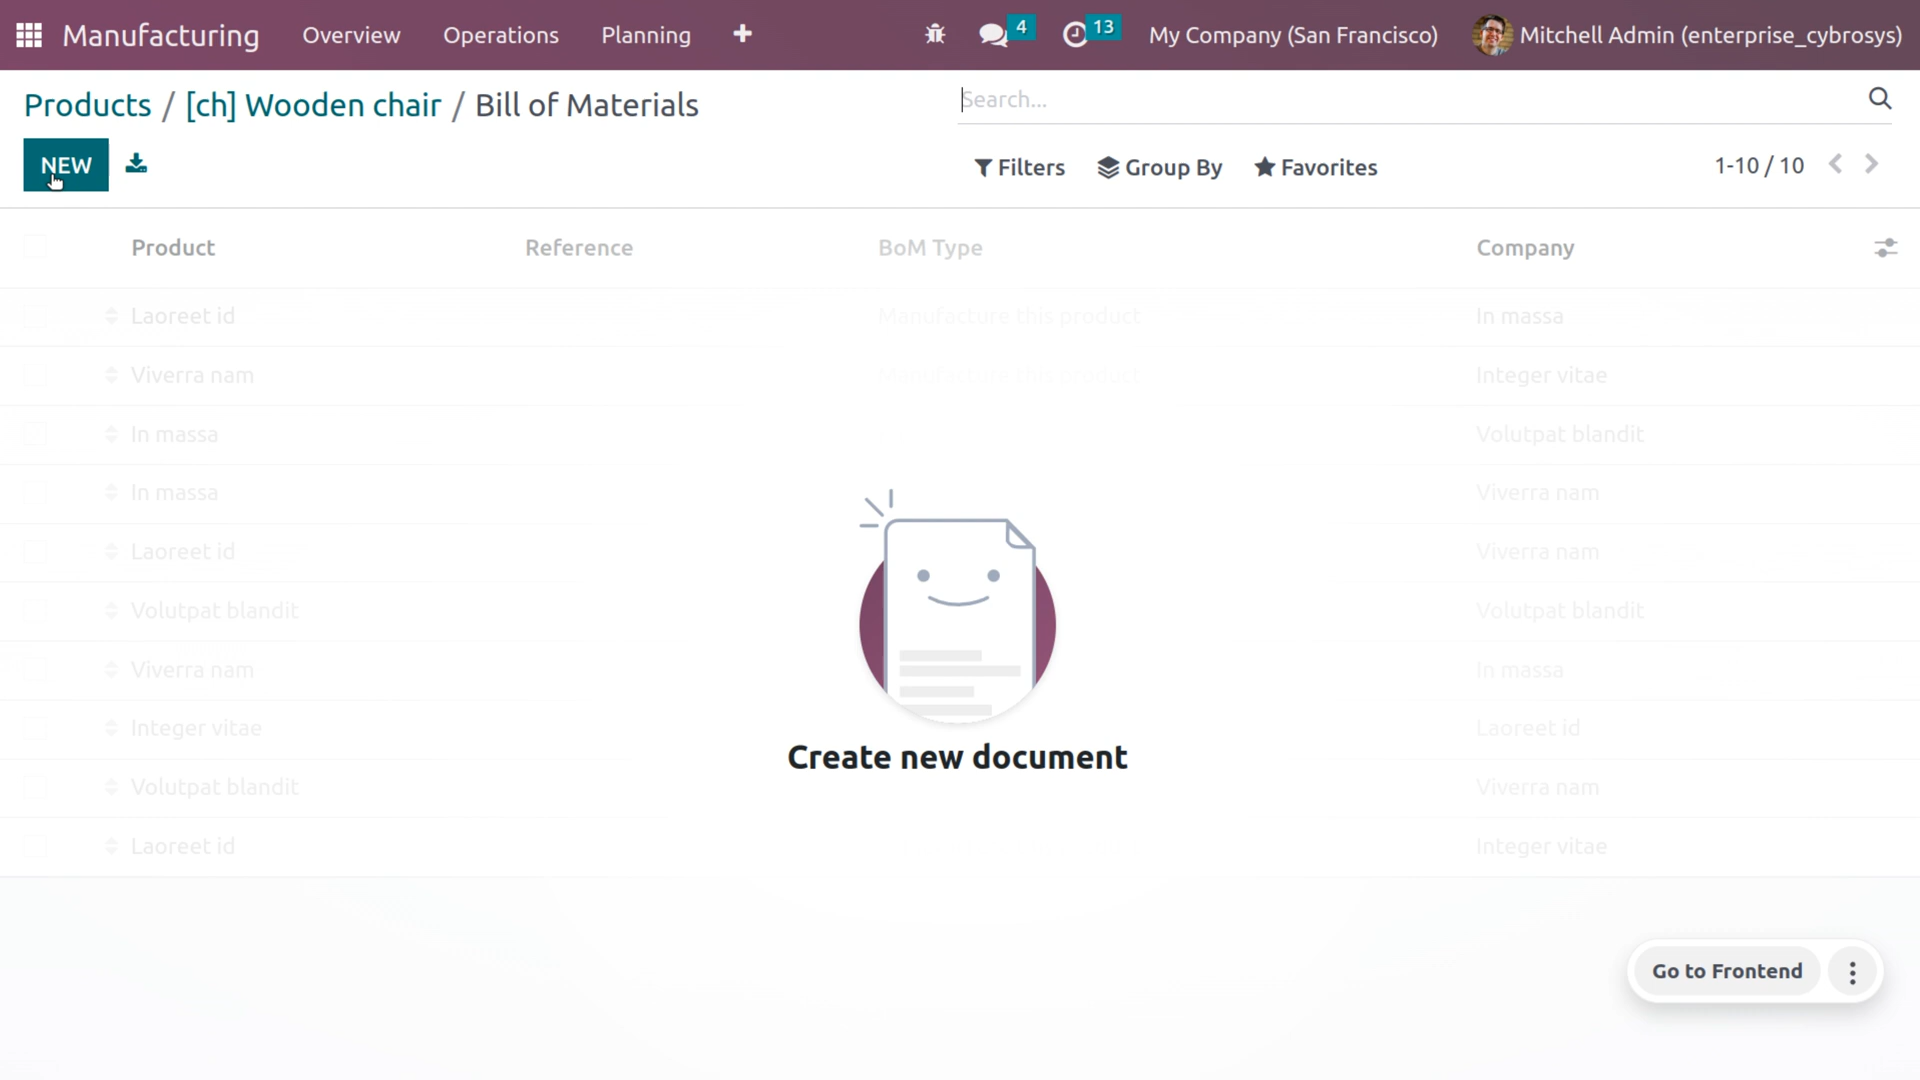 Manufacturing Overview Operations Planning 4 13 My Company (San Francisco) Mitchell Admin (enterprise_cybrosys)
Products / [ch] Wooden chair / Bill of Materials Search...
NEW Filters Group By Favorites 1-10 / 10
Product Reference BoM Type Company
Laoreet id Manufacture this product In massa
Viverra nam Manufacture this product Integer vitae
In massa Volutpat blandit
In massa Viverra nam
Laoreet id Viverra nam
Volutpat blandit Volutpat blandit
Viverra nam In massa
Integer vitae Laoreet id
Create new document
Volutpat blandit Viverra nam
Laoreet id Integer vitae
Go to Frontend